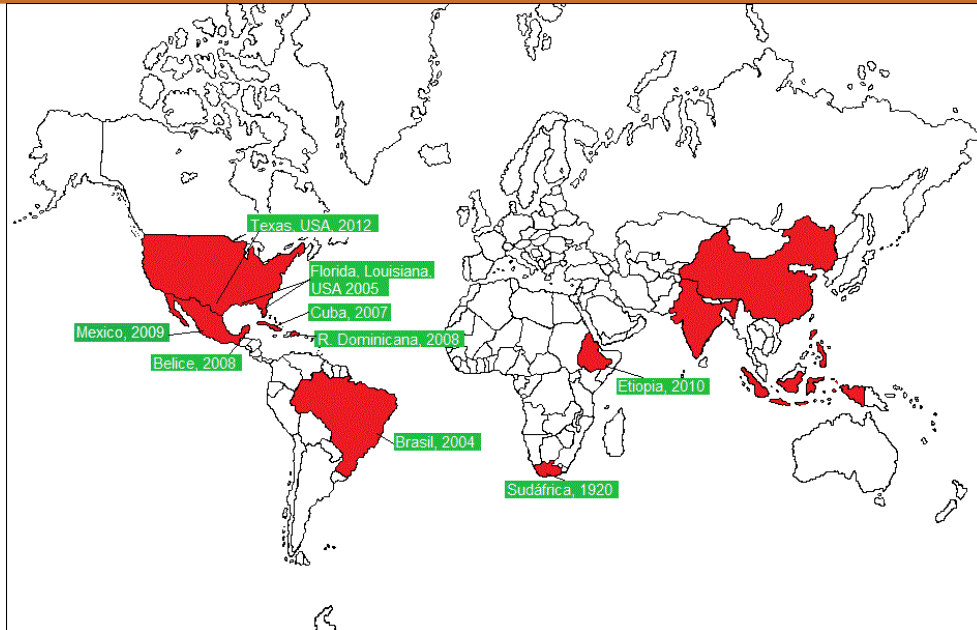 Texas, USA, 2012
Florida, Louisiana,
USA 2005
Cuba, 2007
Mexico, 2009
R. Dominicana, 2008
Belice, 2008
Etiopia, 2010
Brasil, 2004
Sudáfrica, 1920